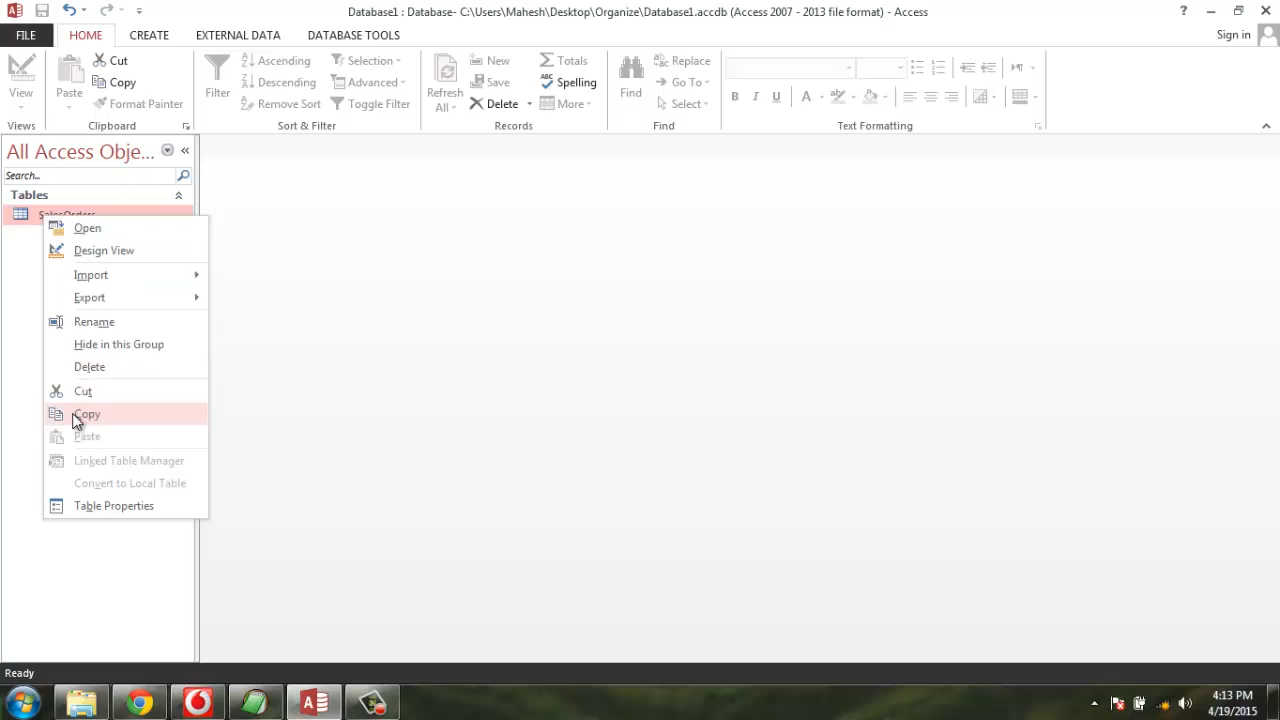 Database1 : Database- C:\Users\Mahesh\Desktop\Organize\Database1.accdb (Access 2007 - 2013 file format) - Access
FILE HOME CREATE EXTERNAL DATA DATABASE TOOLS Sign in
View
Views
Paste
Cut
Copy
Format Painter
Clipboard
Filter
Ascending
Descending
Remove Sort
Selection
Advanced
Toggle Filter
Sort & Filter
Refresh
All
New
Save
Delete
Totals
Spelling
More
Records
Find
Replace
Go To
Select
Find
B I U A
Text Formatting
All Access Obje...
Search...
Tables
SalesOrders
Open
Design View
Import
Export
Rename
Hide in this Group
Delete
Cut
Copy
Paste
Linked Table Manager
Convert to Local Table
Table Properties
Ready
4:13 PM
4/19/2015